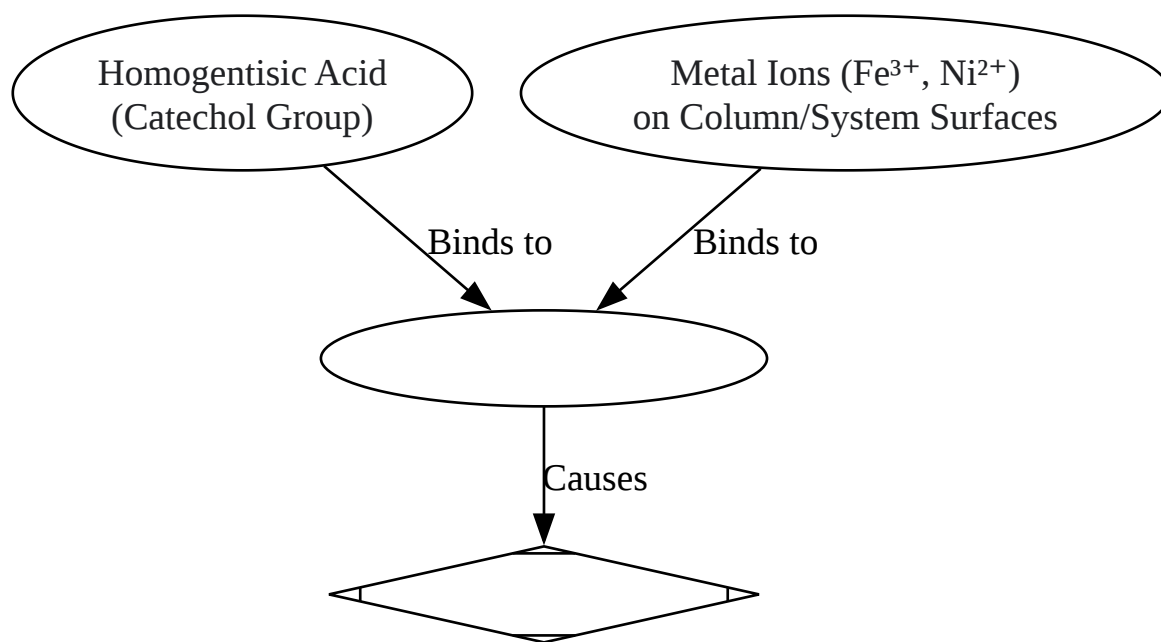 Homogentisic Acid
(Catechol Group)
Metal Ions (Fe³⁺, Ni²⁺)
on Column/System Surfaces
Binds to
Binds to
Causes